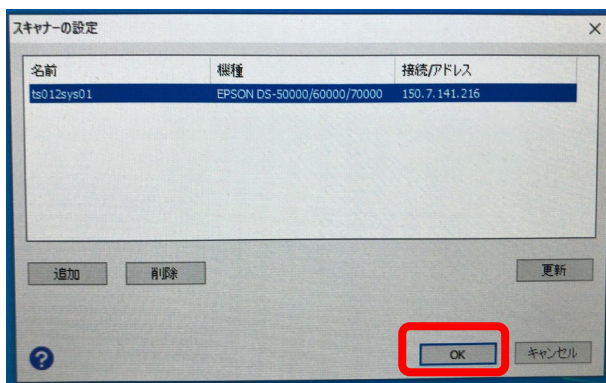 スキャナーの設定
名前 機種 接続/アドレス
ts012sys01 EPSON DS-50000/60000/70000 150.7.141.216
追加 削除 更新
? OK キャンセル